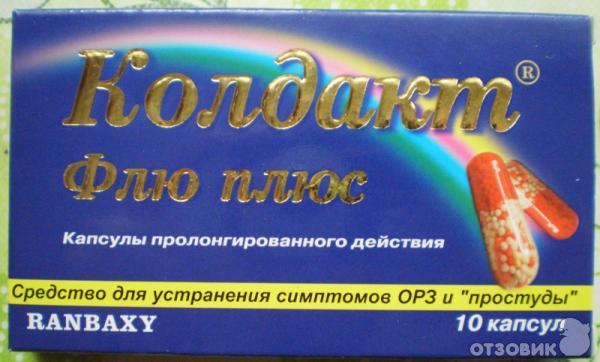 Колдакт®
Флю плюс
Капсулы пролонгированного действия
Средство для устранения симптомов ОРЗ и "простуды"
RANBAXY
10 капсул
ОТЗОВИК